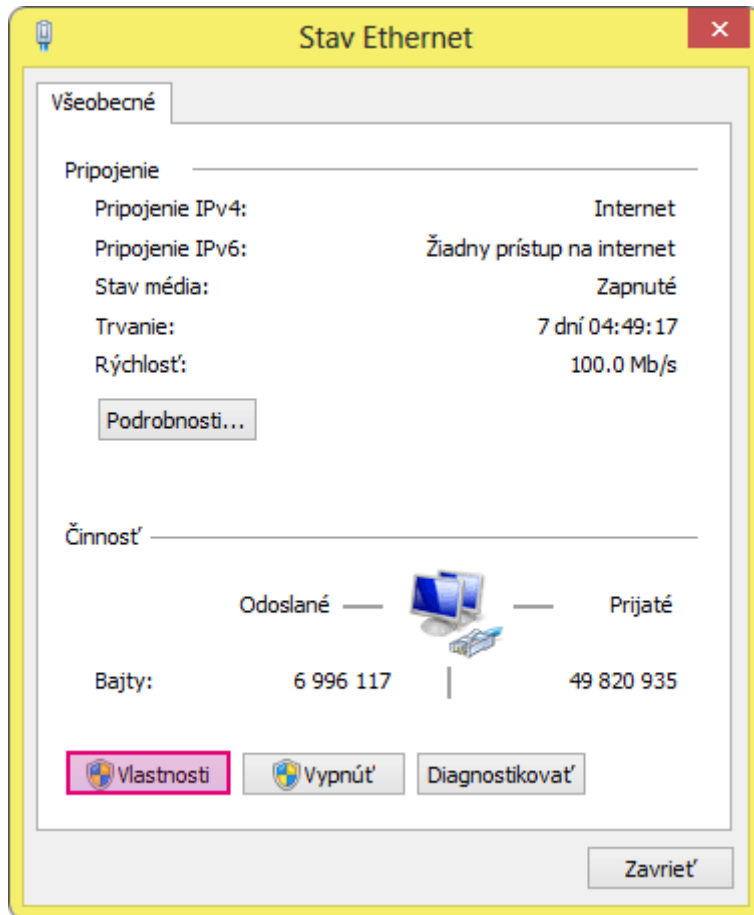 Stav Ethernet
Všeobecné
Pripojenie
Pripojenie IPv4: Internet
Pripojenie IPv6: Žiadny prístup na internet
Stav média: Zapnuté
Trvanie: 7 dní 04:49:17
Rýchlosť: 100.0 Mb/s
Podrobnosti...
Činnosť
Odoslané Prijaté
Bajty: 6 996 117 49 820 935
Vlastnosti Vypnúť Diagnostikovať
Zavrieť